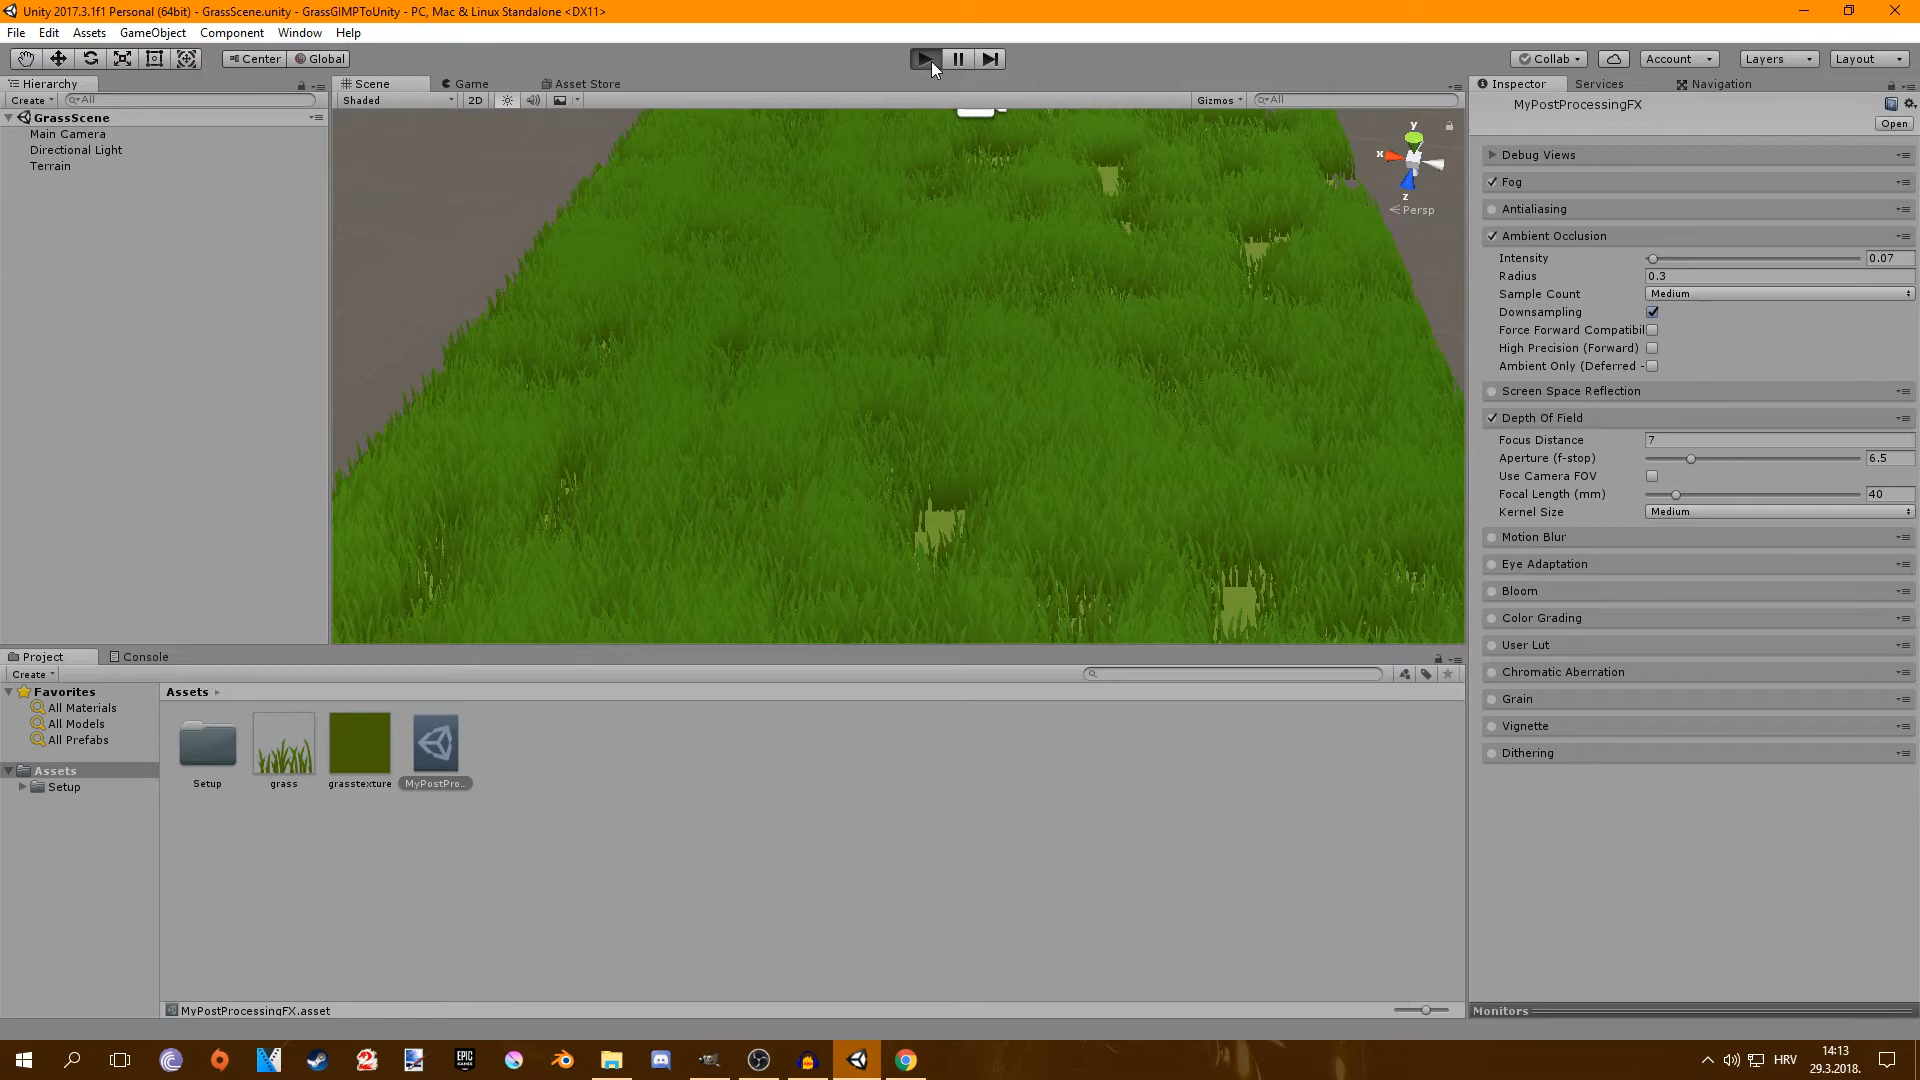 Unity 2017.3.1f1 Personal (64bit) - GrassScene.unity - GrassGIMPToUnity - PC, Mac & Linux Standalone <DX11>
File Edit Assets GameObject Component Window Help
Center Global Collab Account Layers Layout
Hierarchy
Create All
GrassScene
Main Camera
Directional Light
Terrain
Scene Game Asset Store
Shaded 2D Gizmos All
y
x
z
Persp
Inspector Services Navigation
MyPostProcessingFX
Open
Debug Views
Fog
Antialiasing
Ambient Occlusion
Intensity 0.07
Radius 0.3
Sample Count Medium
Downsampling
Force Forward Compatibil
High Precision (Forward)
Ambient Only (Deferred -
Screen Space Reflection
Depth Of Field
Focus Distance 7
Aperture (f-stop) 6.5
Use Camera FOV
Focal Length (mm) 40
Kernel Size Medium
Motion Blur
Eye Adaptation
Bloom
Color Grading
User Lut
Chromatic Aberration
Grain
Vignette
Dithering
Monitors
Project Console
Create
Favorites
All Materials
All Models
All Prefabs
Assets
Setup
Assets
Setup
grass
grasstexture
MyPostPro...
MyPostProcessingFX.asset
EPIC GAMES
HRV
14:13
29.3.2018.